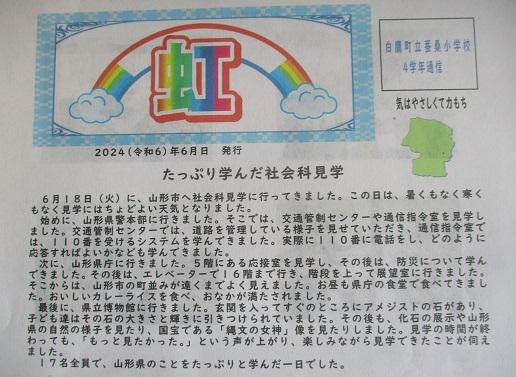 虹
白鷹町立蚕桑小学校
4学年通信
気はやさしくて力もち
2024(令和6)年6月日 発行
たっぷり学んだ社会科見学
6月18日(火)に、山形市へ社会科見学に行ってきました。この日は、暑くもなく寒く
もなく見学にはちょうどよい天気となりました。
始めに、山形県警本部に行きました。そこでは、交通管制センターや通信指令室を見学し
ました。交通管制センターでは、道路を管理している様子を見せていただき、通信指令室で
は、110番を受けるシステムを学んできました。実際に110番に電話をし、どのように
応答すればよいかなども学んできました。
次に、山形県庁に行きました。5階にある応接室を見学し、その後は、防災について学ん
できました。その後は、エレベーターで16階まで行き、階段を上って展望室に行きました。
そこからは、山形市の町並みが遠くまでよく見えました。お昼も県庁の食堂で食べてきまし
た。おいしいカレーライスを食べ、おなかが満たされました。
最後に、県立博物館に行きました。玄関を入ってすぐのところにアメジストの石があり、
子ども達はその石の大きさと輝きに引きつけられていました。その後も、化石の展示や山形
県の自然の様子を見たり、国宝である「縄文の女神」像を見たりしました。見学の時間が終
わっても、「もっと見たかった。」という声が上がり、楽しみながら見学できたことが伺え
ました。
17名全員で、山形県のことをたっぷりと学んだ一日でした。